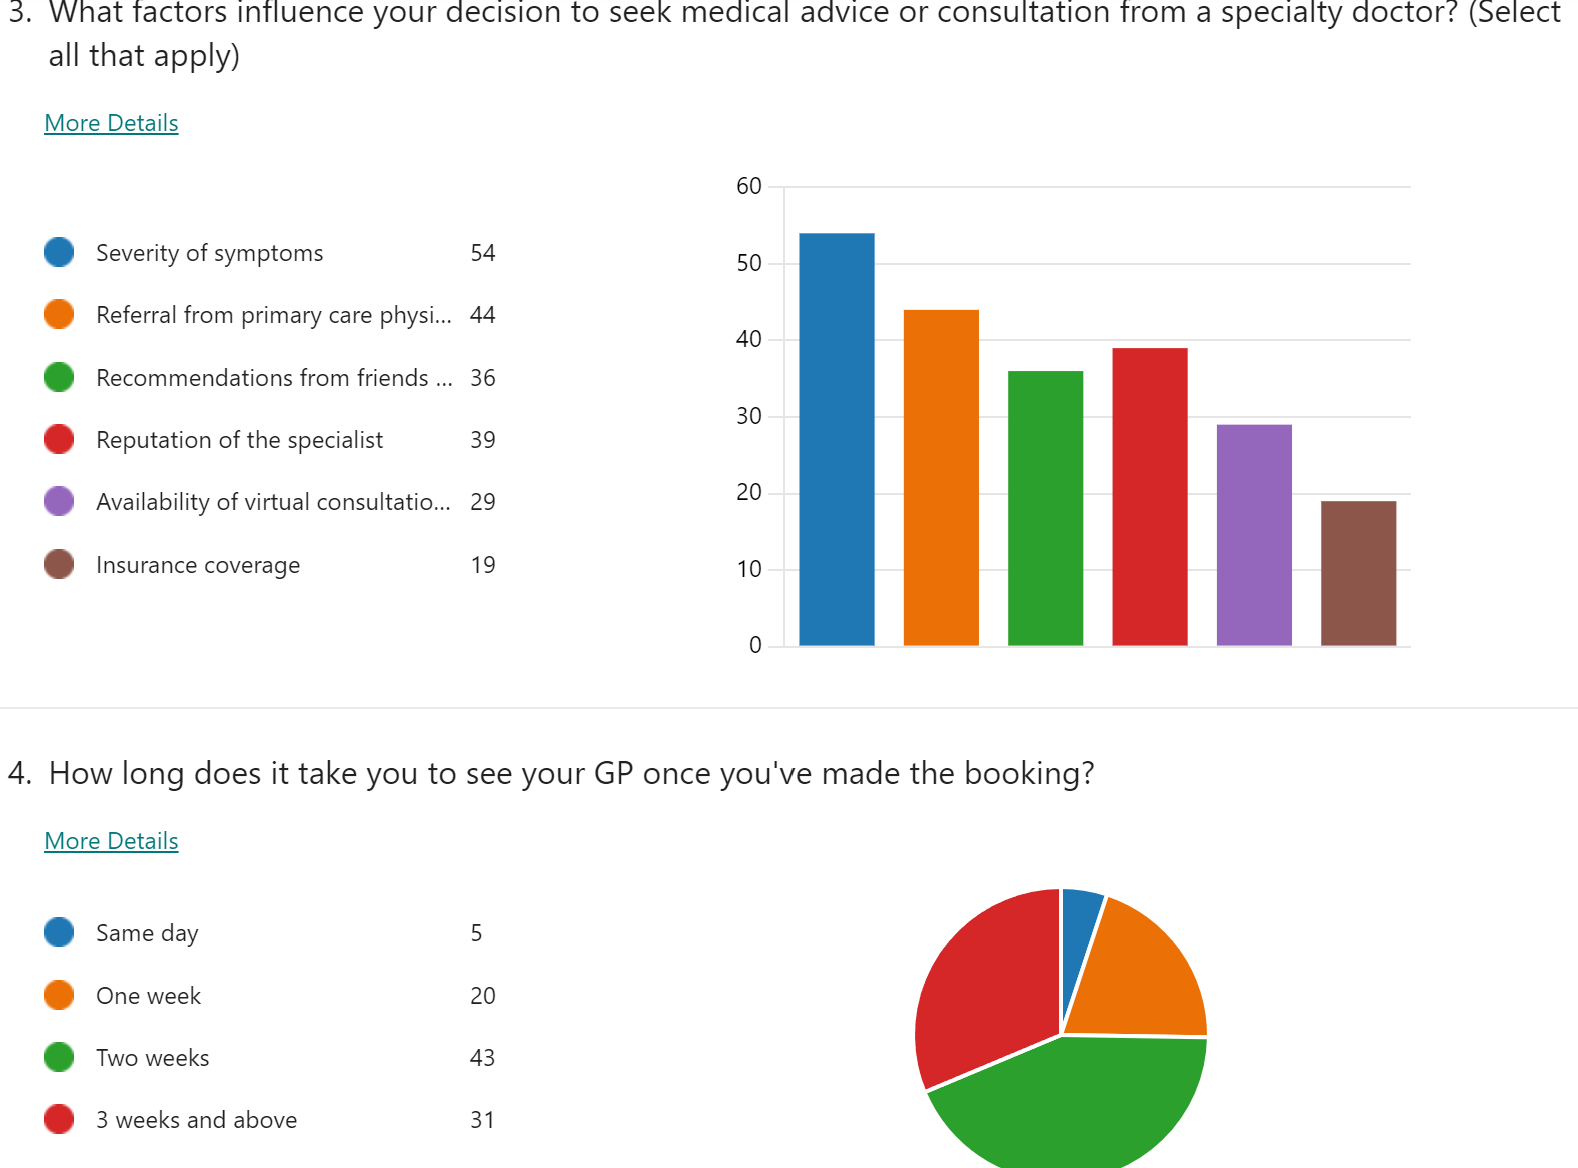 3. What factors influence your decision to seek medical advice or consultation from a specialty doctor? (Select
all that apply)
More Details
Severity of symptoms 54
Referral from primary care physi... 44
Recommendations from friends ... 36
Reputation of the specialist 39
Availability of virtual consultatio... 29
Insurance coverage 19
60
50
40
30
20
10
0
4. How long does it take you to see your GP once you've made the booking?
More Details
Same day 5
One week 20
Two weeks 43
3 weeks and above 31